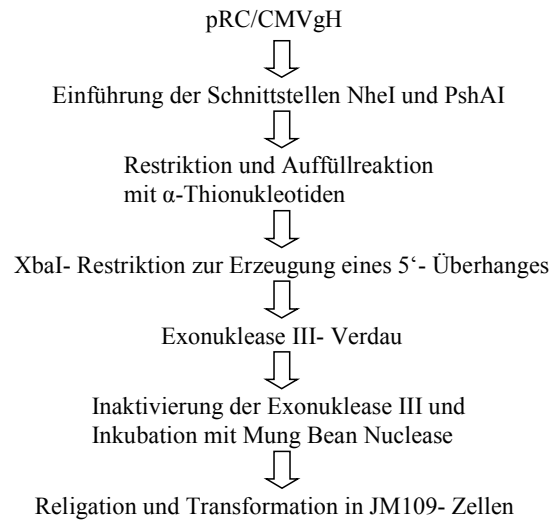 pRC/CMVgH
Einführung der Schnittstellen NheI und PshAI
Restriktion und Auffüllreaktion
mit α-Thionukleotiden
XbaI- Restriktion zur Erzeugung eines 5‘- Überhanges
Exonuklease III- Verdau
Inaktivierung der Exonuklease III und
Inkubation mit Mung Bean Nuclease
Religation und Transformation in JM109- Zellen